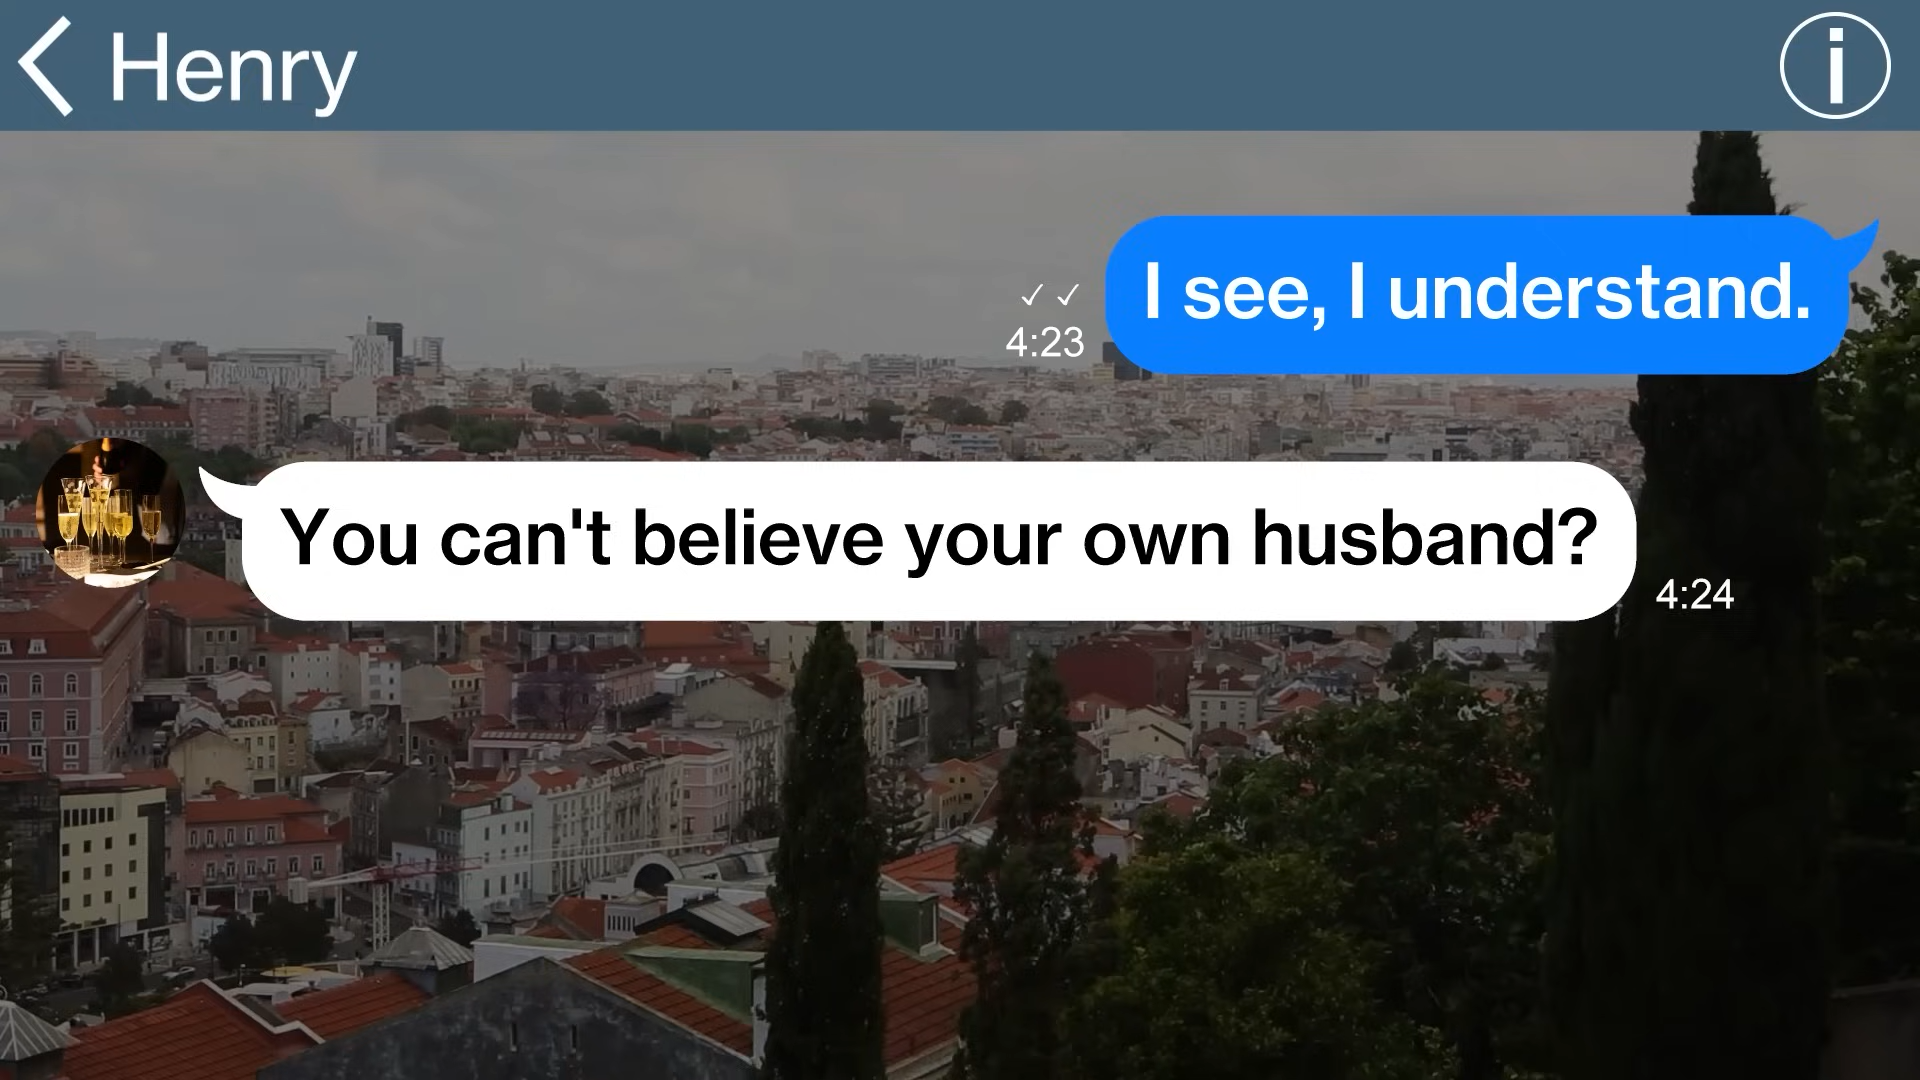 Henry
I see, I understand.
✓ ✓
4:23
You can't believe your own husband?
4:24